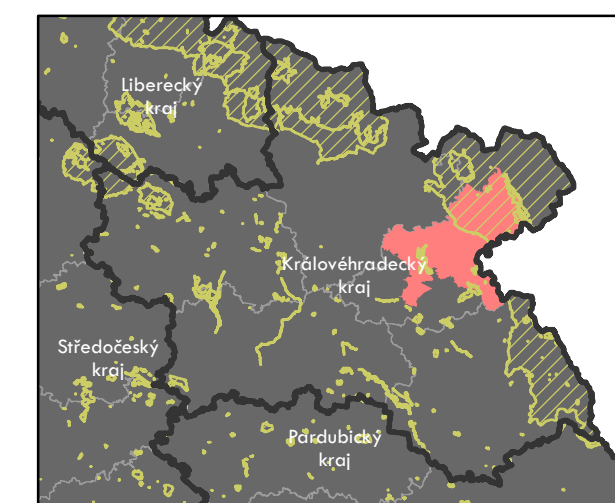 Liberecký
kraj
Královéhradecký
kraj
Středočeský
kraj
Pardubický
kraj